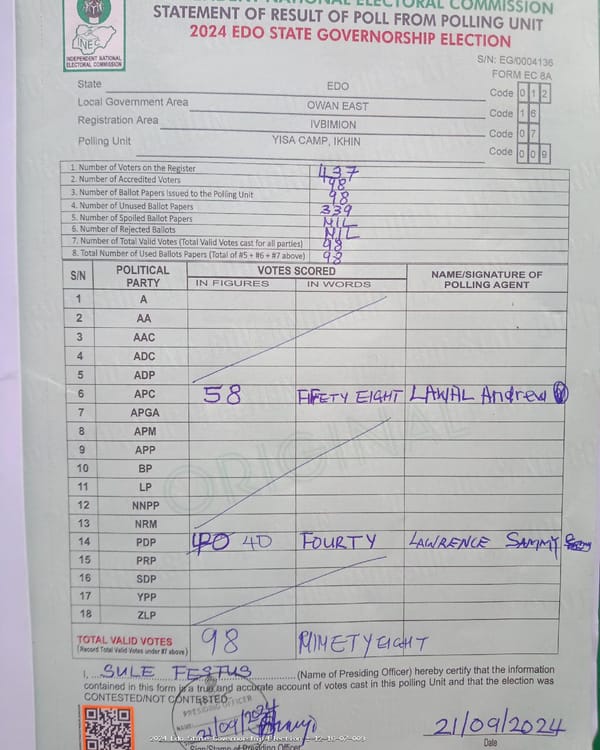 INDEPENDENT NATIONAL ELECTORAL COMMISSION
STATEMENT OF RESULT OF POLL FROM POLLING UNIT
2024 EDO STATE GOVERNORSHIP ELECTION
INEC
INDEPENDENT NATIONAL
ELECTORAL COMMISSION
S/N: EG/0004136
FORM EC 8A
State EDO Code 0 1 2
Local Government Area OWAN EAST Code 1 6
Registration Area IVBIMION Code 0 7
Polling Unit YISA CAMP, IKHIN Code 0 0 9
1. Number of Voters on the Register 437
2. Number of Accredited Voters 98
3. Number of Ballot Papers Issued to the Polling Unit 98
4. Number of Unused Ballot Papers 339
5. Number of Spoiled Ballot Papers NIL
6. Number of Rejected Ballots NIL
7. Number of Total Valid Votes (Total Valid Votes cast for all parties) 98
8. Total Number of Used Ballots Papers (Total of #5 + #6 + #7 above) 98
S/N POLITICAL PARTY VOTES SCORED NAME/SIGNATURE OF POLLING AGENT
IN FIGURES IN WORDS
1 A
2 AA
3 AAC
4 ADC
5 ADP
6 APC 58 FIFETY EIGHT LAWAL Andrew
7 APGA
8 APM
9 APP
10 BP
11 LP
12 NNPP
13 NRM
14 PDP 40 FOURTY LAWRENCE SAMMY
15 PRP
16 SDP
17 YPP
18 ZLP
ORIGINAL
TOTAL VALID VOTES 98 NINETYEIGHT
(Record Total Valid Votes under #7 above)
I, SULE FESTUS (Name of Presiding Officer) hereby certify that the information
contained in this form is a true and accurate account of votes cast in this polling Unit and that the election was
CONTESTED/NOT CONTESTED.
PRESIDING OFFICER
21/09/2024 21/09/2024
Sign/Stamp of Presiding Officer Date